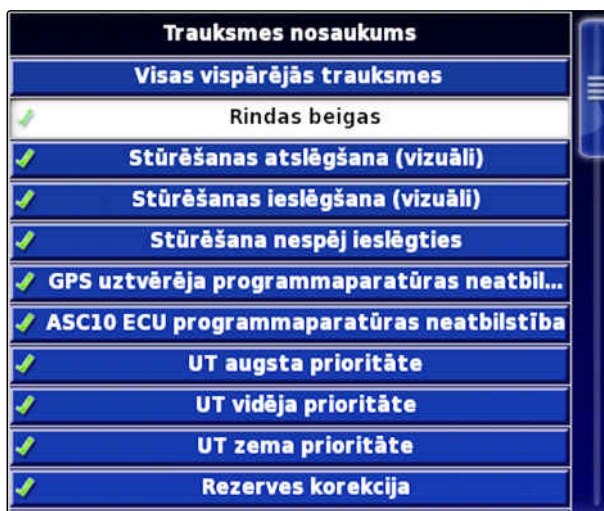 Trauksmes nosaukums
Visas vispārējās trauksmes
Rindas beigas
Stūrēšanas atslēgšana (vizuāli)
Stūrēšanas ieslēgšana (vizuāli)
Stūrēšana nespēj ieslēgties
GPS uztvērēja programmaparatūras neatbil...
ASC10 ECU programmaparatūras neatbilstība
UT augsta prioritāte
UT vidēja prioritāte
UT zema prioritāte
Rezerves korekcija